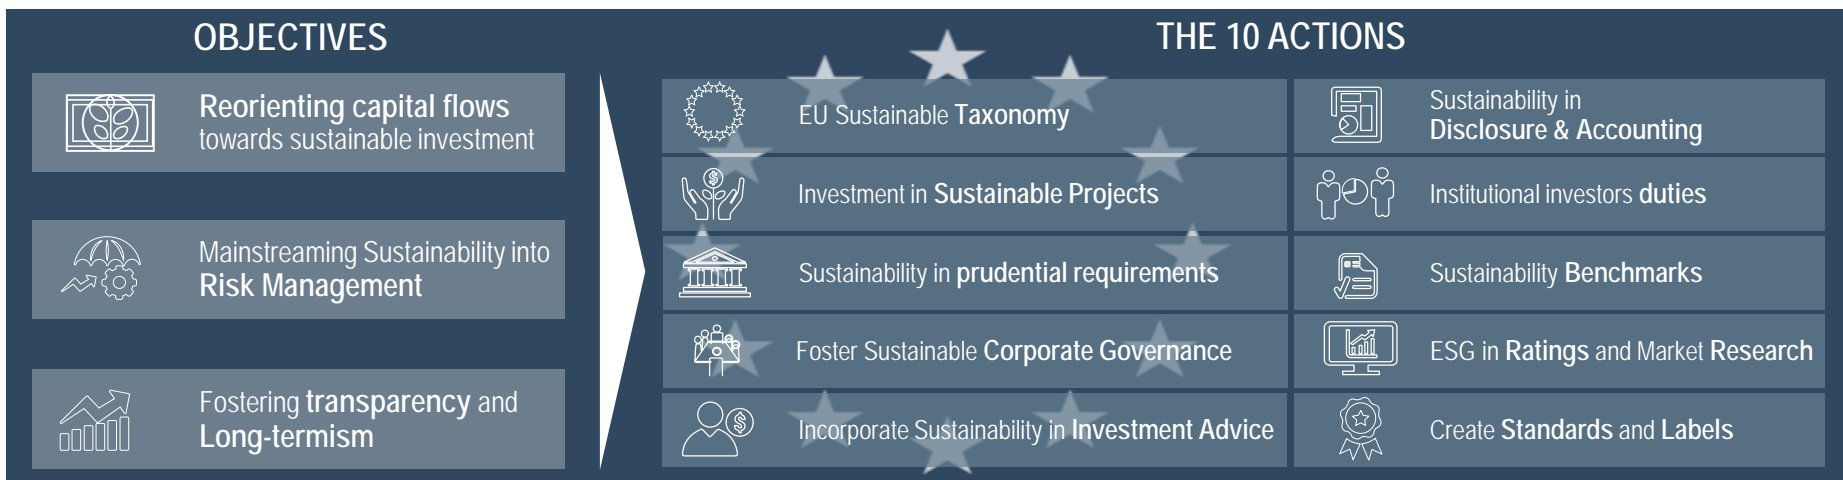 OBJECTIVES
Reorienting capital flows
towards sustainable investment
Mainstreaming Sustainability into
Risk Management
Fostering transparency and
Long-termism
THE 10 ACTIONS
EU Sustainable Taxonomy
Investment in Sustainable Projects
Sustainability in prudential requirements
Foster Sustainable Corporate Governance
Incorporate Sustainability in Investment Advice
Sustainability in
Disclosure & Accounting
Institutional investors duties
Sustainability Benchmarks
ESG in Ratings and Market Research
Create Standards and Labels